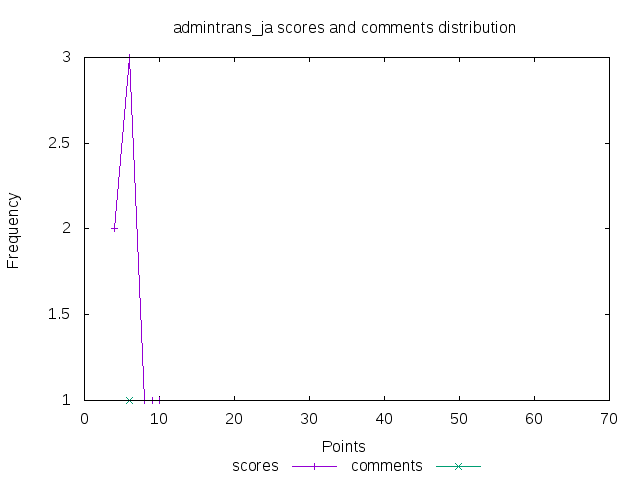 admintrans_ja scores and comments distribution
3
2.5
2
1.5
1
Frequency
0 10 20 30 40 50 60 70
Points
scores comments